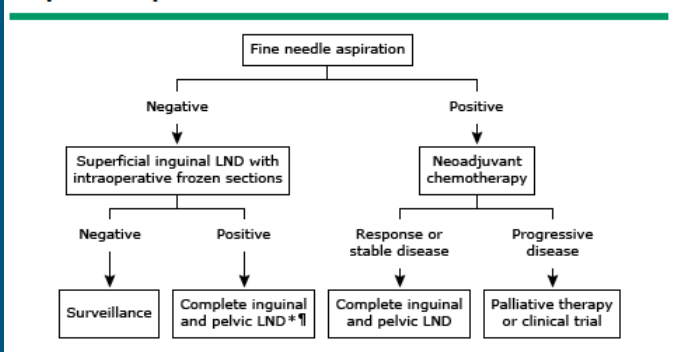 Fine needle aspiration
Negative
Positive
Superficial inguinal LND with
intraoperative frozen sections
Neoadjuvant
chemotherapy
Negative
Positive
Response or
stable disease
Progressive
disease
Surveillance
Complete inguinal
and pelvic LND*¶
Complete inguinal
and pelvic LND
Palliative therapy
or clinical trial